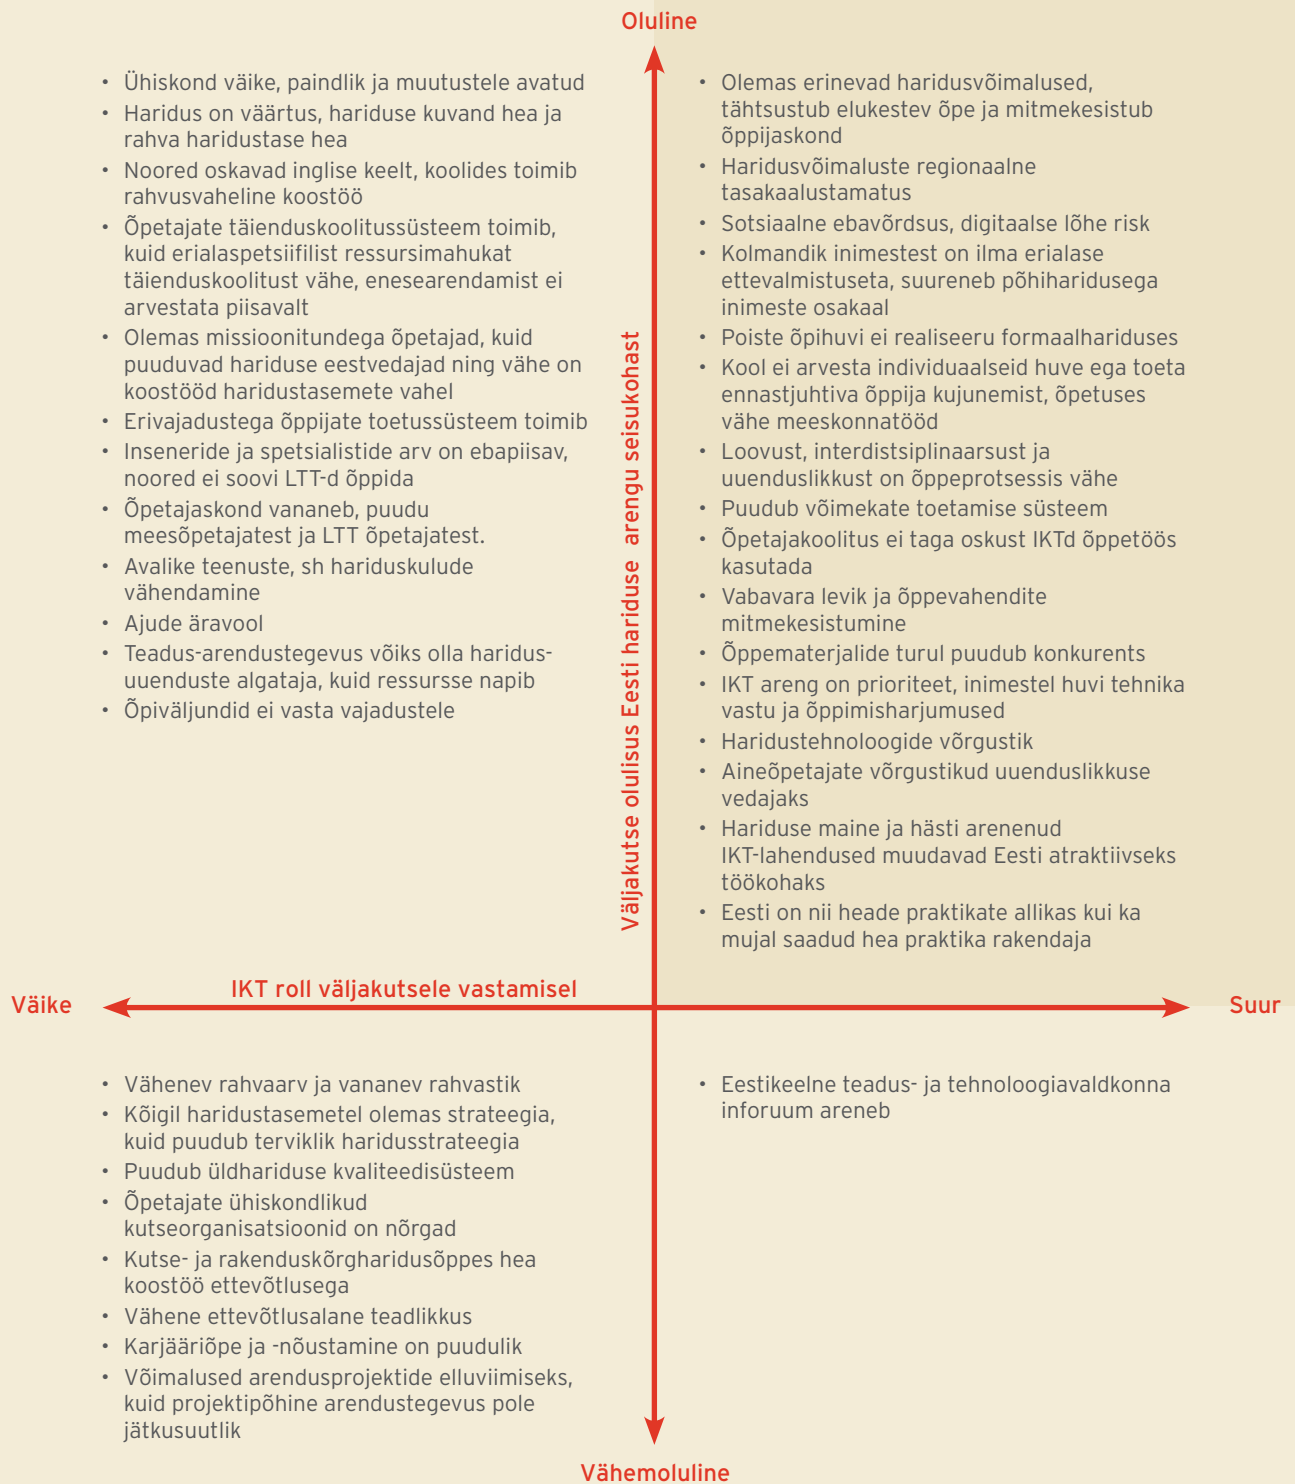 Oluline
• Ühiskond väike, paindlik ja muutustele avatud
• Haridus on väärtus, hariduse kuvand hea ja
rahva haridustase hea
• Noored oskavad inglise keelt, koolides toimib
rahvusvaheline koostöö
• Õpetajate täienduskoolitussüsteem toimib,
kuid erialaspetsiifilist ressursimahukat
täienduskoolitust vähe, enesearendamist ei
arvestata piisavalt
• Olemas missioonitundega õpetajad, kuid
puuduvad hariduse eestvedajad ning vähe on
koostööd haridustasemete vahel
• Erivajadustega õppijate toetussüsteem toimib
• Inseneride ja spetsialistide arv on ebapiisav,
noored ei soovi LTT-d õppida
• Õpetajaskond vananeb, puudu
meesõpetajatest ja LTT õpetajatest.
• Avalike teenuste, sh hariduskulude
vähendamine
• Ajude äravool
• Teadus-arendustegevus võiks olla haridus-
uuenduste algataja, kuid ressursse napib
• Õpiväljundid ei vasta vajadustele
Väljakutse olulisus Eesti hariduse arengu seisukohast
• Olemas erinevad haridusvõimalused,
tähtsustub elukestev õpe ja mitmekesistub
õppijaskond
• Haridusvõimaluste regionaalne
tasakaalustamatus
• Sotsiaalne ebavõrdsus, digitaalse lõhe risk
• Kolmandik inimestest on ilma erialase
ettevalmistuseta, suureneb põhiharidusega
inimeste osakaal
• Poiste õpihuvi ei realiseeru formaalhariduses
• Kool ei arvesta individuaalseid huve ega toeta
ennastjuhtiva õppija kujunemist, õpetuses
vähe meeskonnatööd
• Loovust, interdistsiplinaarsust ja
uuenduslikkust on õppeprotsessis vähe
• Puudub võimekate toetamise süsteem
• Õpetajakoolitus ei taga oskust IKTd õppetöös
kasutada
• Vabavara levik ja õppevahendite
mitmekesistumine
• Õppematerjalide turul puudub konkurents
• IKT areng on prioriteet, inimestel huvi tehnika
vastu ja õppimisharjumused
• Haridustehnoloogide võrgustik
• Aineõpetajate võrgustikud uuenduslikkuse
vedajaks
• Hariduse maine ja hästi arenenud
IKT-lahendused muudavad Eesti atraktiivseks
töökohaks
• Eesti on nii heade praktikate allikas kui ka
mujal saadud hea praktika rakendaja
IKT roll väljakutsele vastamisel
Väike
Suur
• Vähenev rahvaarv ja vananev rahvastik
• Kõigil haridustasemetel olemas strateegia,
kuid puudub terviklik haridusstrateegia
• Puudub üldhariduse kvaliteedisüsteem
• Õpetajate ühiskondlikud
kutseorganisatsioonid on nõrgad
• Kutse- ja rakenduskõrgharidusõppes hea
koostöö ettevõtlusega
• Vähene ettevõtlusalane teadlikkus
• Karjääriõpe ja -nõustamine on puudulik
• Võimalused arendusprojektide elluviimiseks,
kuid projektipõhine arendustegevus pole
jätkusuutlik
• Eestikeelne teadus- ja tehnoloogiavaldkonna
inforuum areneb
Vähemoluline